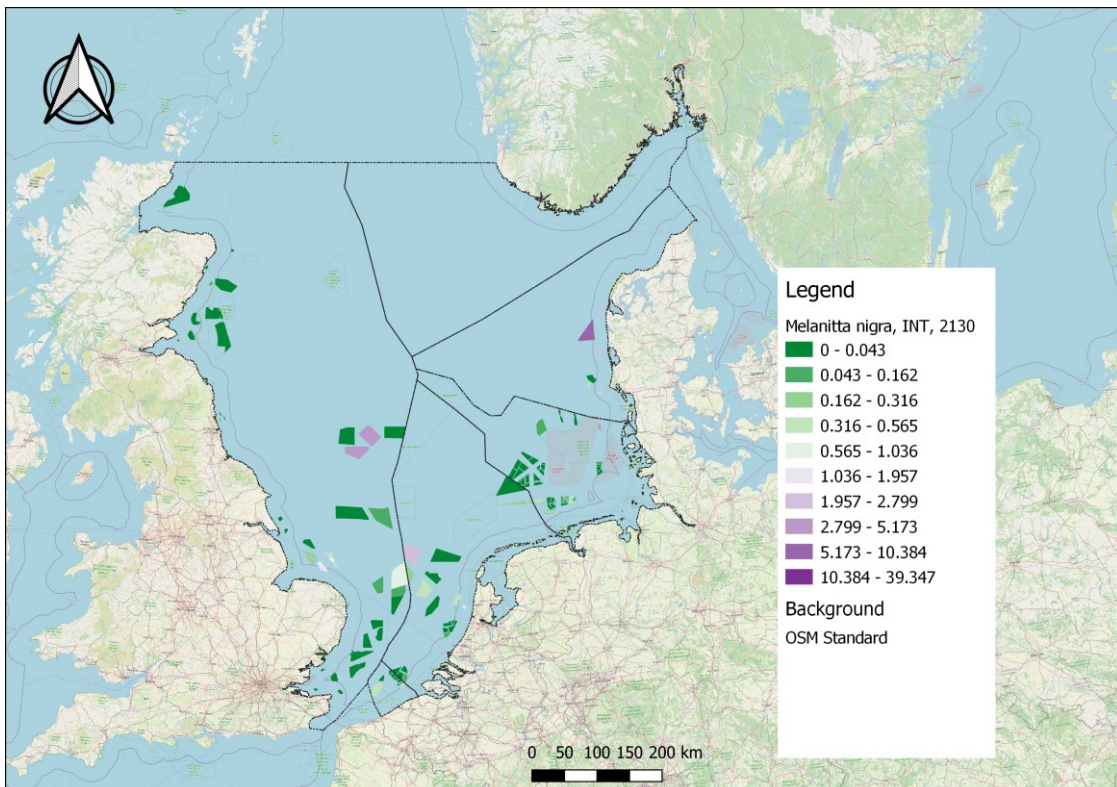 Legend
Melanitta nigra, INT, 2130
0 - 0.043
0.043 - 0.162
0.162 - 0.316
0.316 - 0.565
0.565 - 1.036
1.036 - 1.957
1.957 - 2.799
2.799 - 5.173
5.173 - 10.384
10.384 - 39.347
Background
OSM Standard
0 50 100 150 200 km